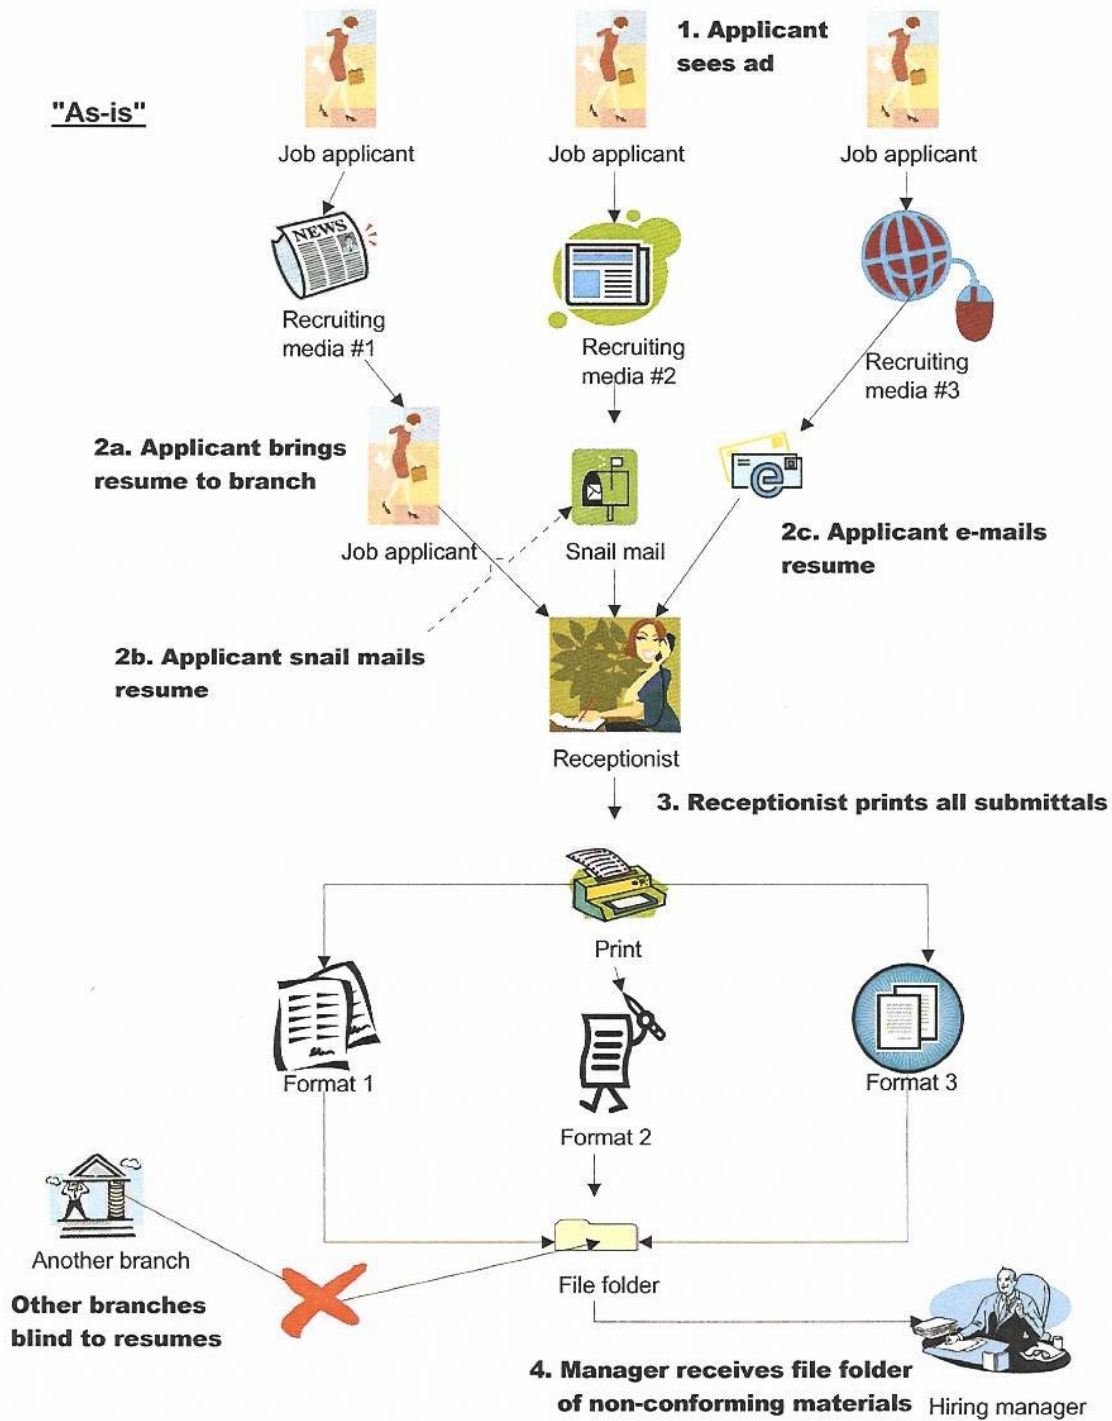 1. Applicant
sees ad
"As-is"
Job applicant
Job applicant
Job applicant
NEWS
Recruiting
media #1
Recruiting
media #2
Recruiting
media #3
2a. Applicant brings
resume to branch
Job applicant
Snail mail
e
2c. Applicant e-mails
resume
2b. Applicant snail mails
resume
Receptionist
3. Receptionist prints all submittals
Print
Format 1
Format 2
Format 3
Another branch
Other branches
blind to resumes
File folder
4. Manager receives file folder
of non-conforming materials
Hiring manager